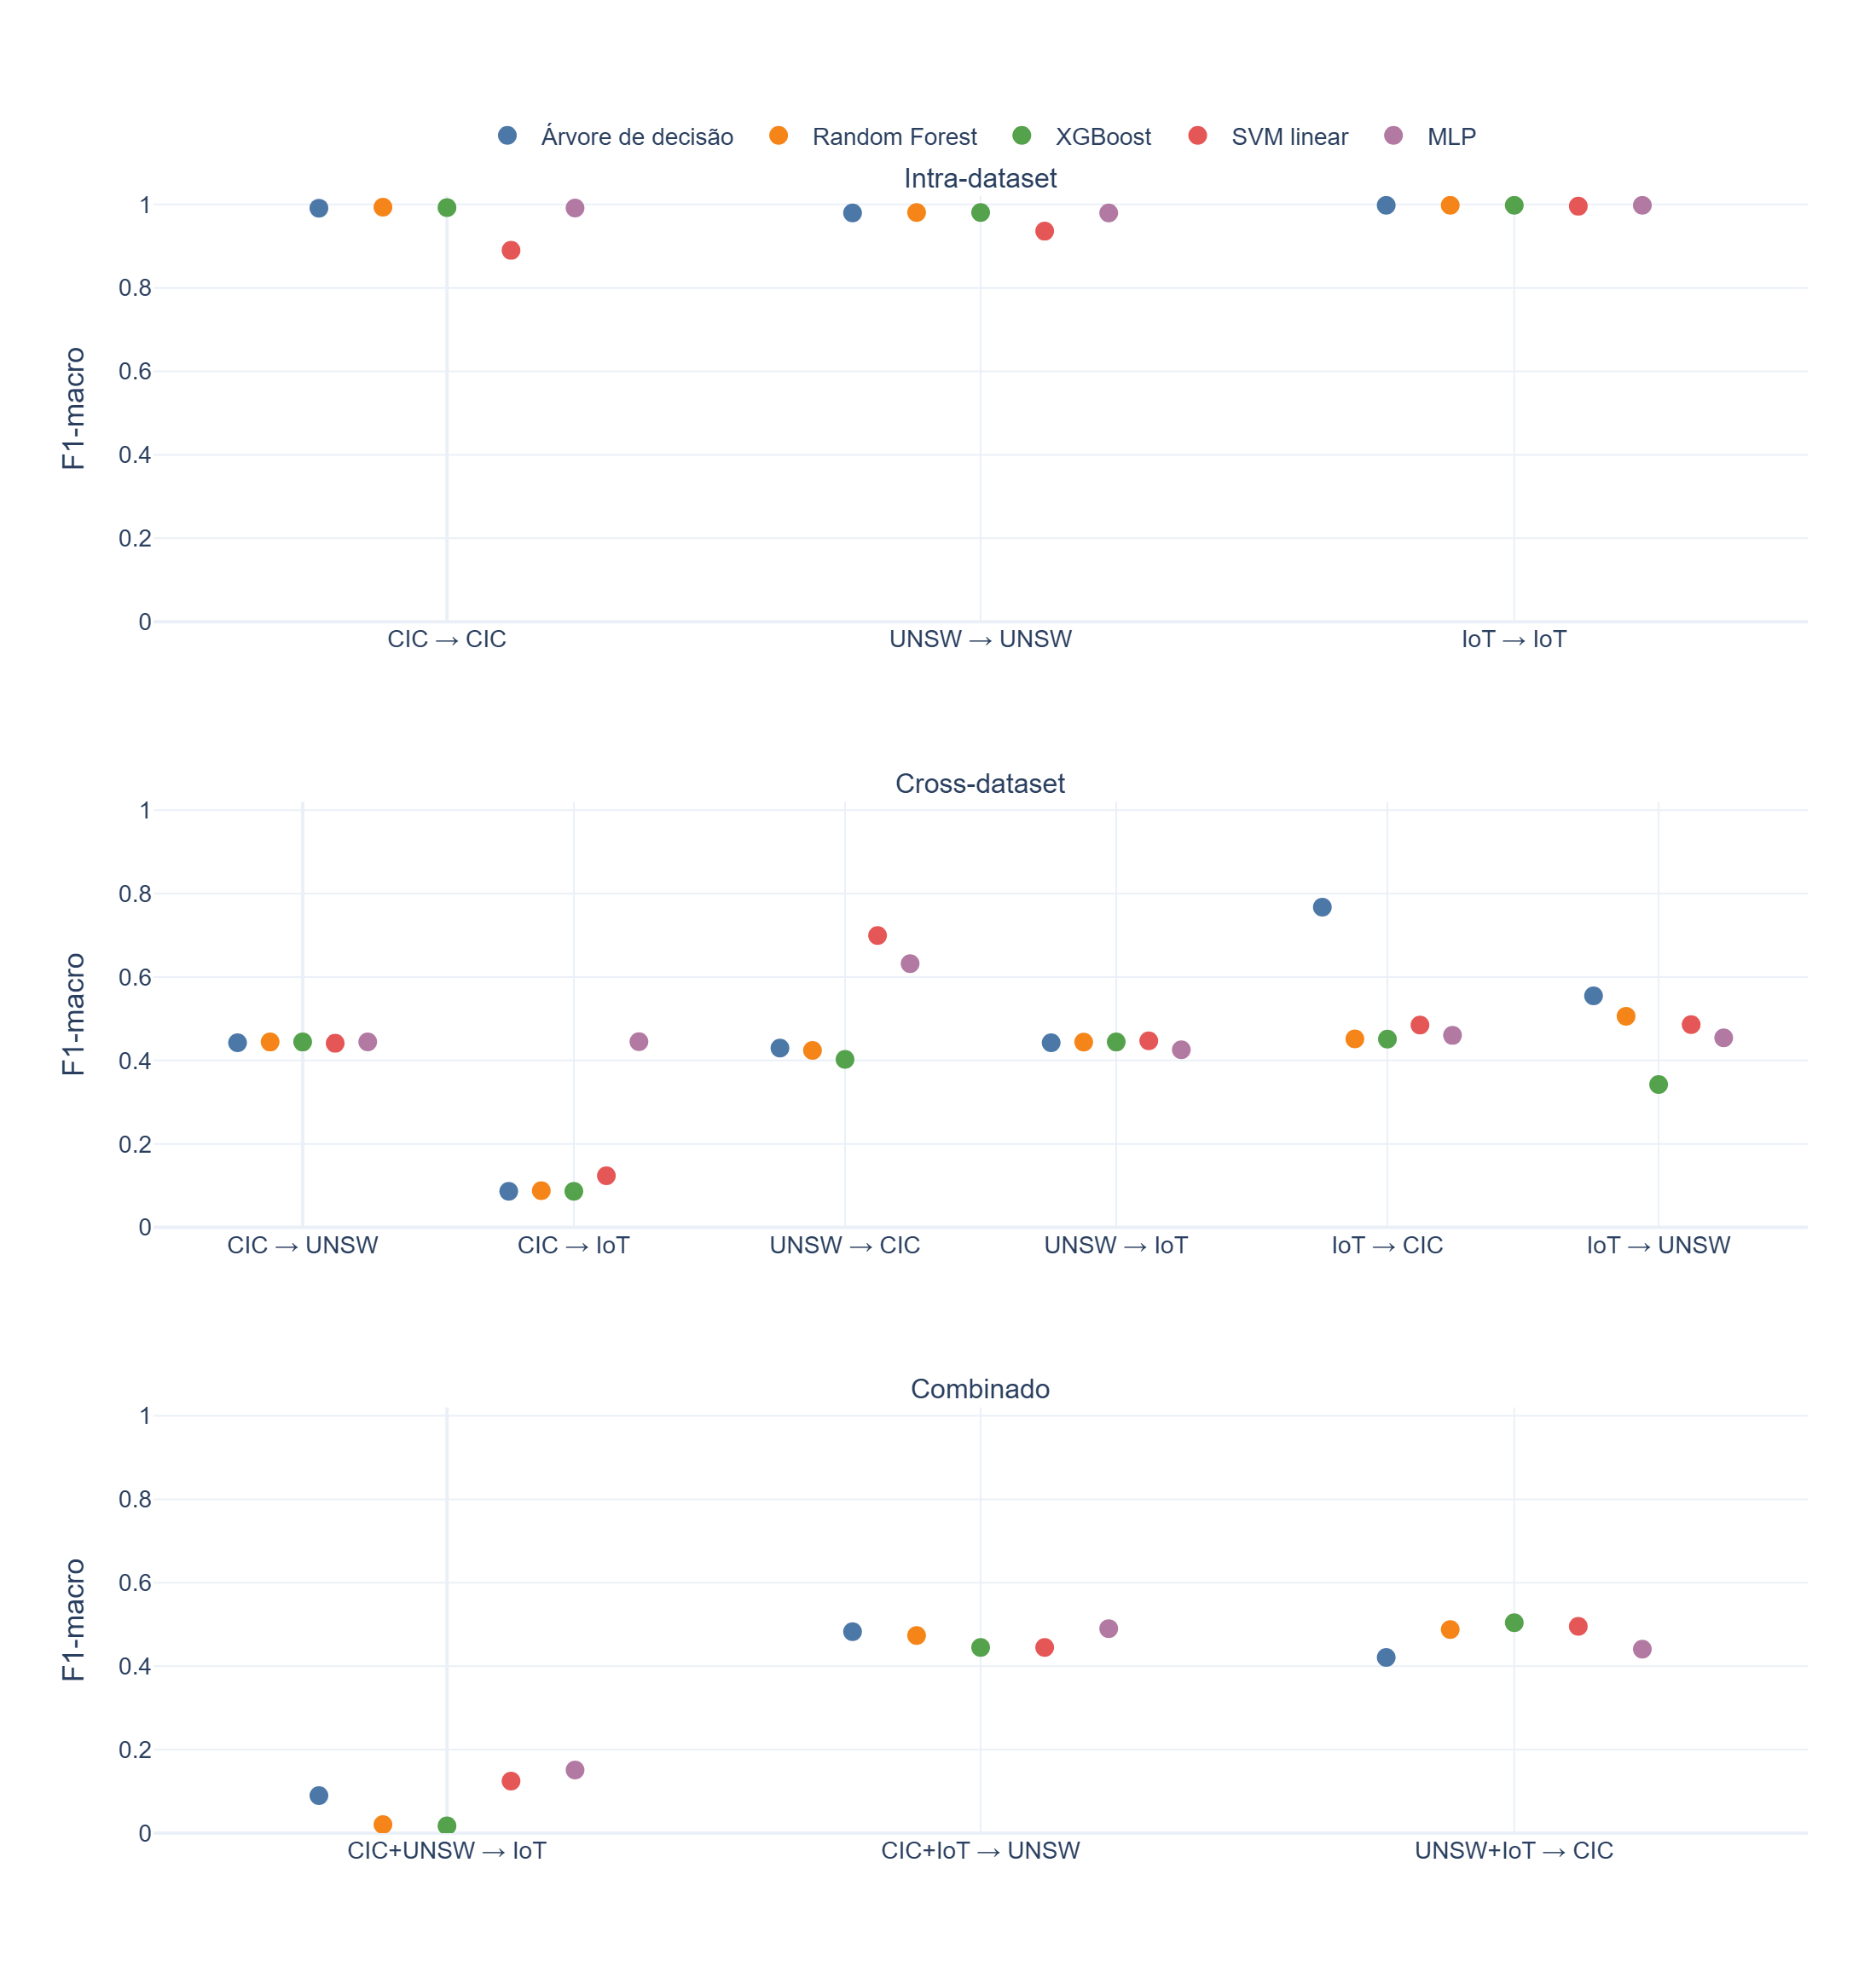 Árvore de decisão Random Forest XGBoost SVM linear MLP
Intra-dataset
F1-macro
1
0.8
0.6
0.4
0.2
0
CIC → CIC UNSW → UNSW IoT → IoT
Cross-dataset
F1-macro
1
0.8
0.6
0.4
0.2
0
CIC → UNSW CIC → IoT UNSW → CIC UNSW → IoT IoT → CIC IoT → UNSW
Combinado
F1-macro
1
0.8
0.6
0.4
0.2
0
CIC+UNSW → IoT CIC+IoT → UNSW UNSW+IoT → CIC